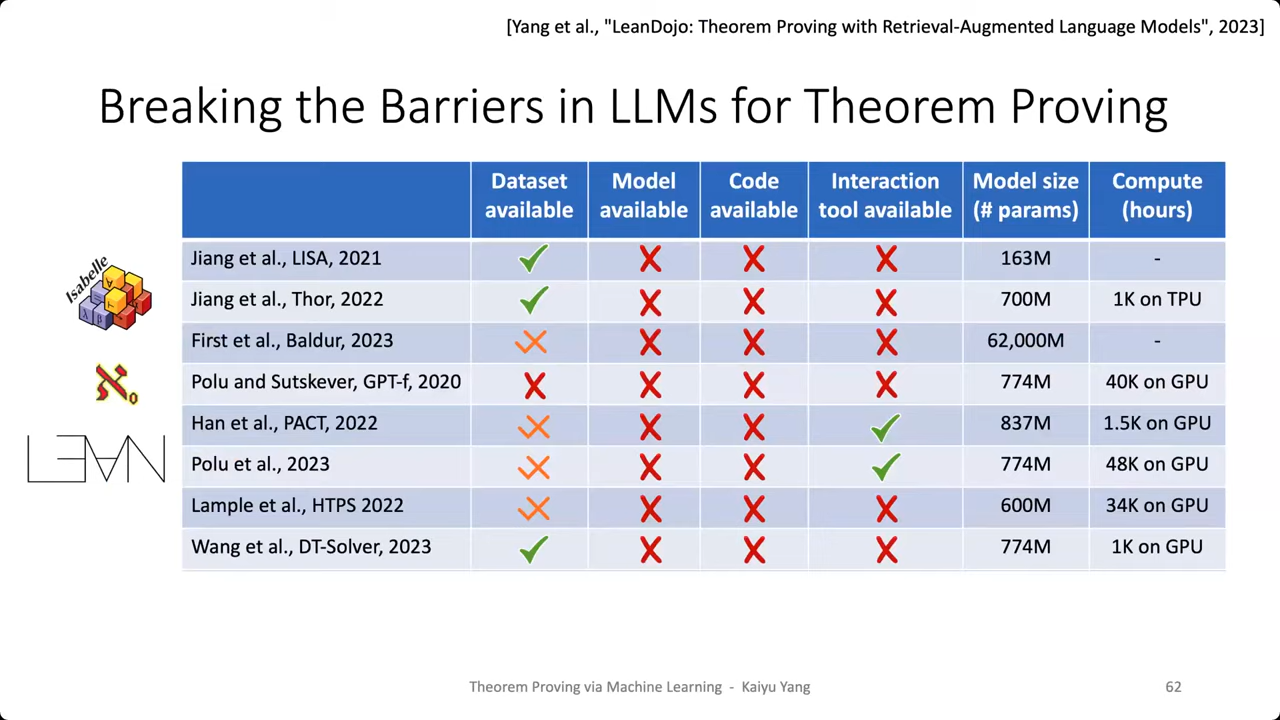 [Yang et al., "LeanDojo: Theorem Proving with Retrieval-Augmented Language Models", 2023]
Breaking the Barriers in LLMs for Theorem Proving
Dataset available Model available Code available Interaction tool available Model size (# params) Compute (hours)
Isabelle
Jiang et al., LISA, 2021 163M -
Jiang et al., Thor, 2022 700M 1K on TPU
First et al., Baldur, 2023 62,000M -
Polu and Sutskever, GPT-f, 2020 774M 40K on GPU
Han et al., PACT, 2022 837M 1.5K on GPU
LEAN
Polu et al., 2023 774M 48K on GPU
Lample et al., HTPS 2022 600M 34K on GPU
Wang et al., DT-Solver, 2023 774M 1K on GPU
Theorem Proving via Machine Learning - Kaiyu Yang
62